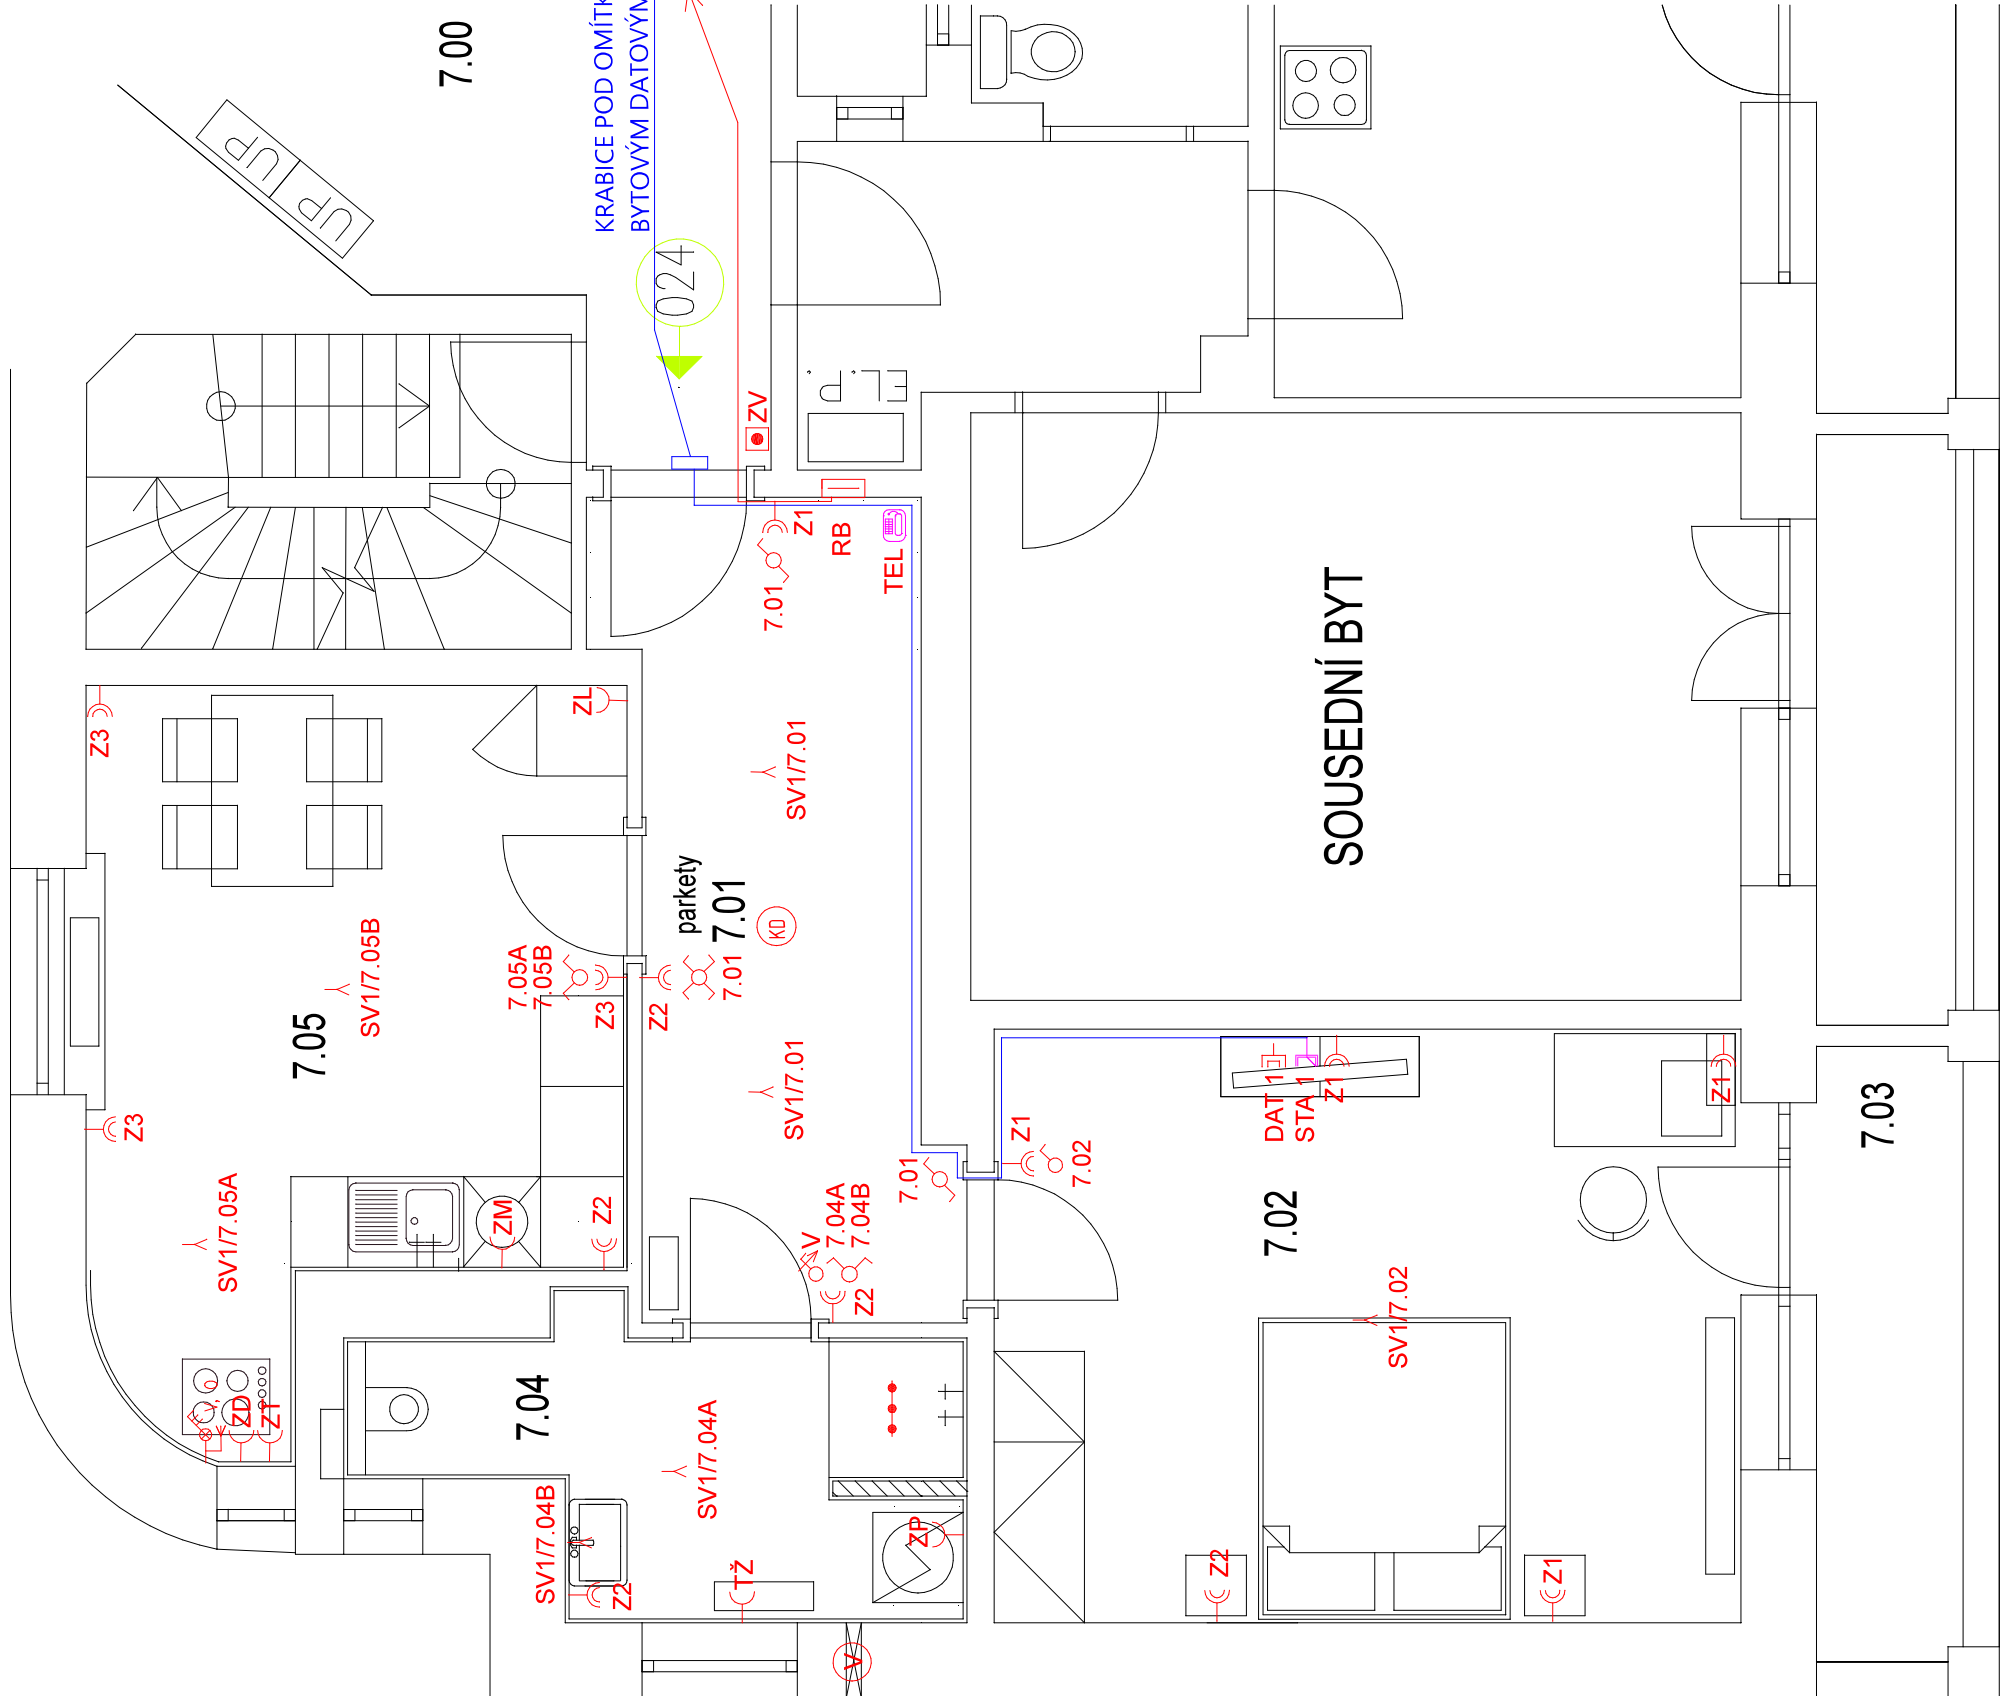 7.00
UP
UP
KRABICE POD OMÍTK
BYTOVÝM DATOVÝM
024
ZV
EL.P.
Z1
RB
TEL
7.01
SOUSEDNÍ BYT
Z3
ZL
SV1/7.01
parkety
7.01
KD
7.05A
7.05B
Z3
Z2
7.01
SV1/7.05B
7.05
Z3
SV1/7.01
SV1/7.05A
ZM
Z2
7.01
Z1
7.02
DAT 1
STA 1
Z1
Z1
7.03
V
7.04A
7.04B
Z2
7.02
SV1/7.02
ZD
ZT
7.04
SV1/7.04A
SV1/7.04B
Z2
TŽ
ZP
Z2
Z1
V